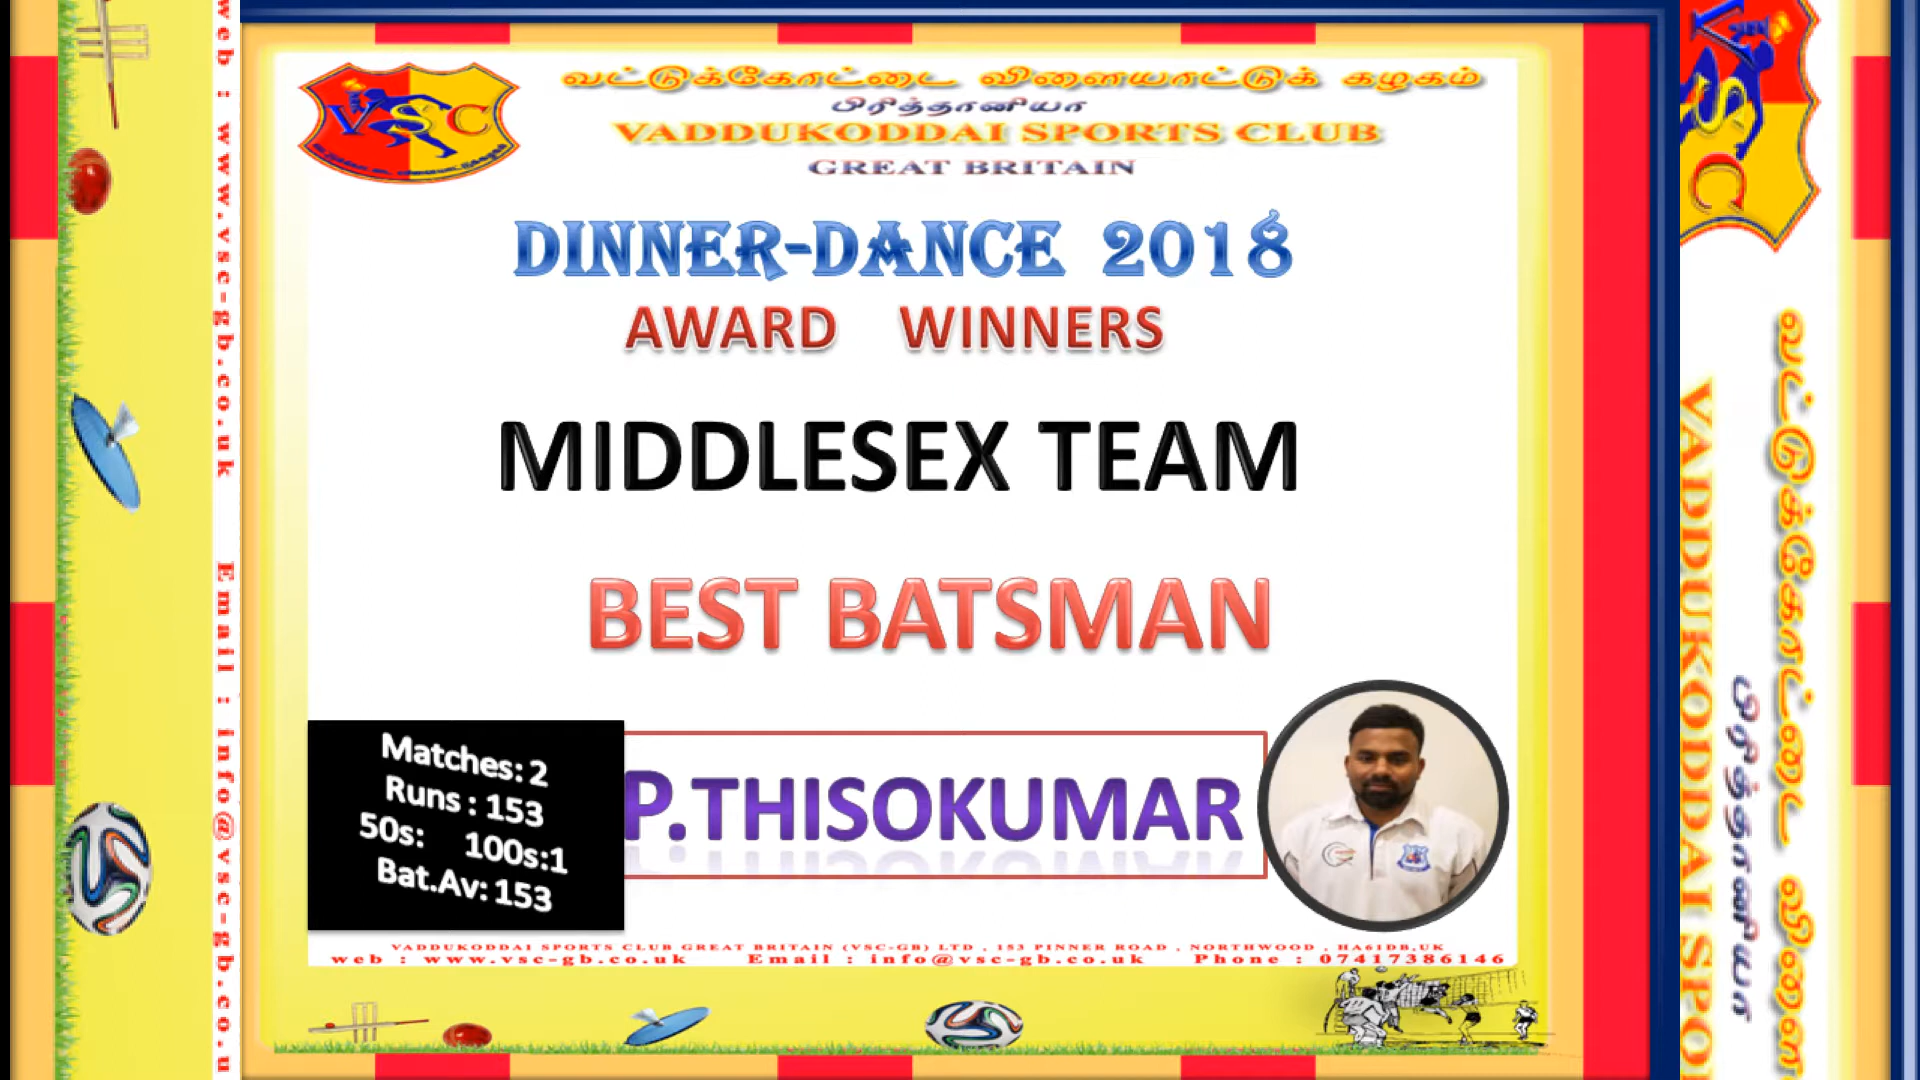 VSC
வட்டுக்கோட்டை விளையாட்டுக் கழகம்
பிரித்தானியா
VADDUKODDAI SPORTS CLUB
GREAT BRITAIN
DINNER-DANCE 2018
AWARD WINNERS
MIDDLESEX TEAM
BEST BATSMAN
Matches: 2
Runs : 153
50s: 100s:1
Bat.Av: 153
P.THISOKUMAR
VADDUKODDAI SPORTS CLUB GREAT BRITAIN (VSC-GB) LTD , 153 PINNER ROAD , NORTHWOOD , HA61DB,UK
web : www.vsc-gb.co.uk Email : info@vsc-gb.co.uk Phone : 07417386146
web : www.vsc-gb.co.uk Email : info@vsc-gb.co.u
VSC
வட்டுக்கோட்டை விளை
பிரித்தானியா
VADDUKODDAI SPO